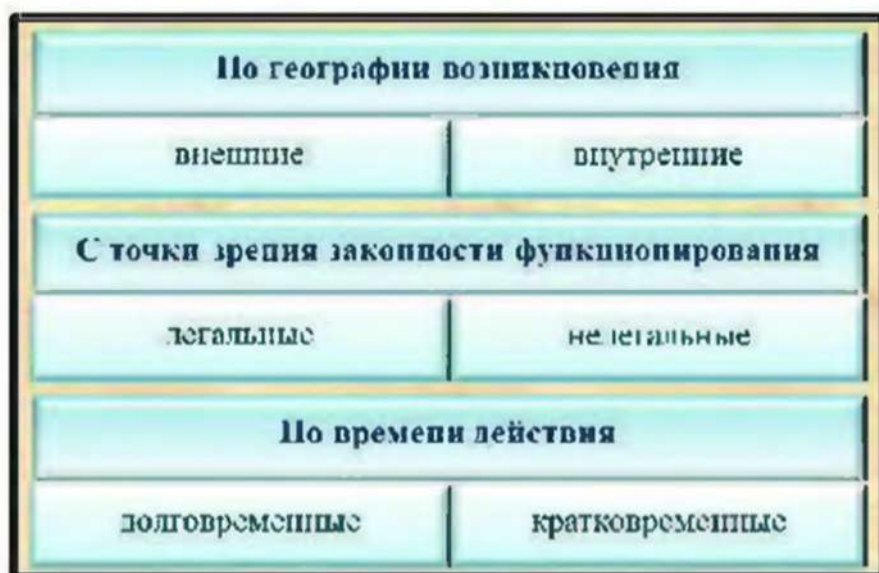 По географии возникновения
внешние
внутренние
С точки зрения законности функционирования
легальные
нелегальные
По времени действия
долговременные
кратковременные